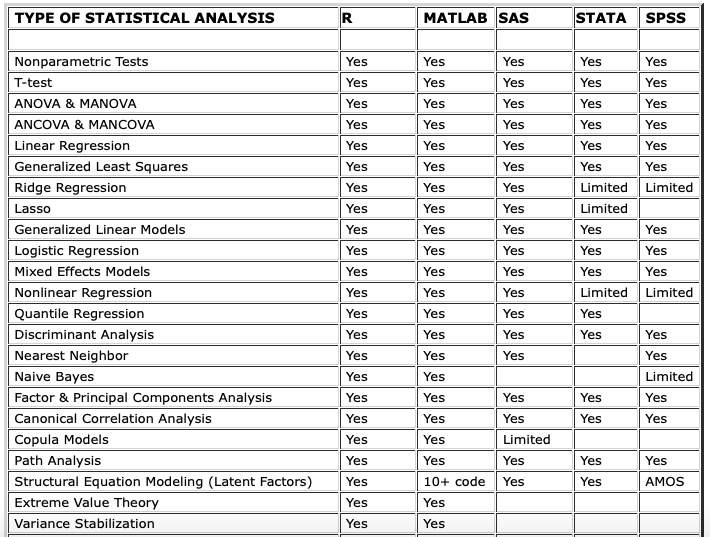 TYPE OF STATISTICAL ANALYSIS R MATLAB SAS STATA SPSS
Nonparametric Tests Yes Yes Yes Yes Yes
T-test Yes Yes Yes Yes Yes
ANOVA & MANOVA Yes Yes Yes Yes Yes
ANCOVA & MANCOVA Yes Yes Yes Yes Yes
Linear Regression Yes Yes Yes Yes Yes
Generalized Least Squares Yes Yes Yes Yes Yes
Ridge Regression Yes Yes Yes Limited Limited
Lasso Yes Yes Yes Limited
Generalized Linear Models Yes Yes Yes Yes Yes
Logistic Regression Yes Yes Yes Yes Yes
Mixed Effects Models Yes Yes Yes Yes Yes
Nonlinear Regression Yes Yes Yes Limited Limited
Quantile Regression Yes Yes Yes Yes
Discriminant Analysis Yes Yes Yes Yes Yes
Nearest Neighbor Yes Yes Yes Yes
Naive Bayes Yes Yes Limited
Factor & Principal Components Analysis Yes Yes Yes Yes Yes
Canonical Correlation Analysis Yes Yes Yes Yes Yes
Copula Models Yes Yes Limited
Path Analysis Yes Yes Yes Yes Yes
Structural Equation Modeling (Latent Factors) Yes 10+ code Yes Yes AMOS
Extreme Value Theory Yes Yes
Variance Stabilization Yes Yes